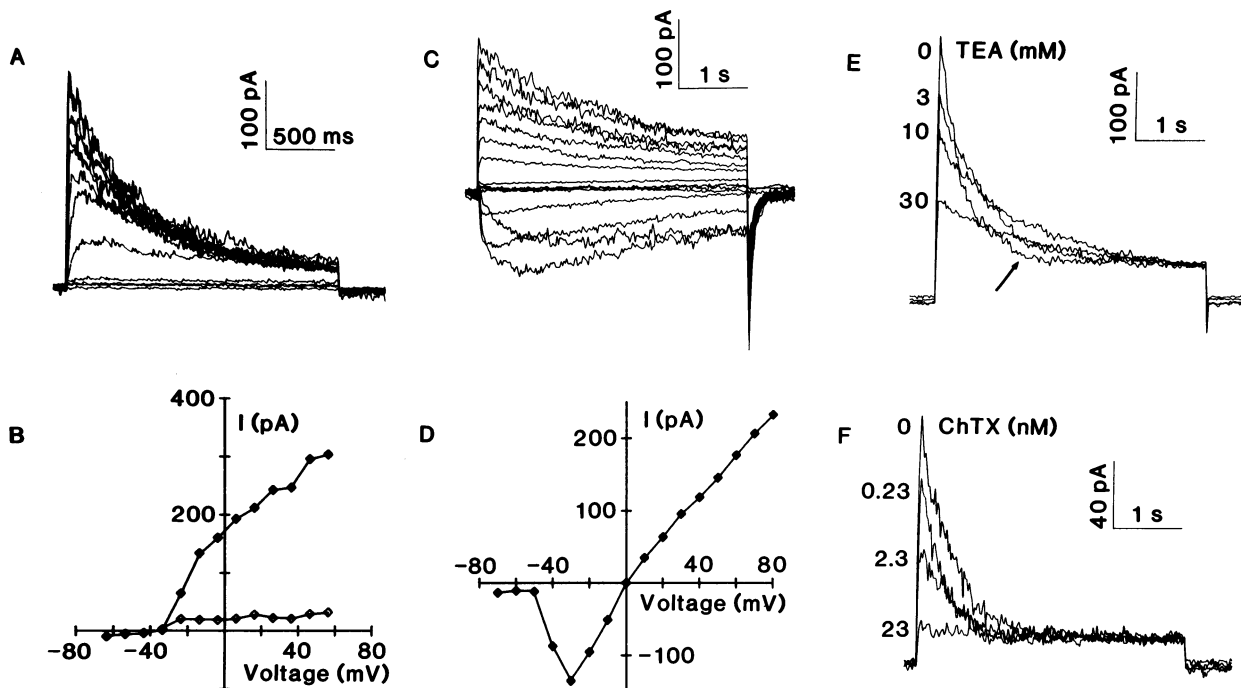 A
100 pA
500 ms
C
100 pA
1 s
E
0 TEA (mM)
3
10
30
100 pA
1 s
B
400
I (pA)
200
-80 -40 40 80
Voltage (mV)
D
I (pA)
200
100
-80 -40 40 80
Voltage (mV)
-100
F
0 ChTX (nM)
0.23
2.3
23
40 pA
1 s